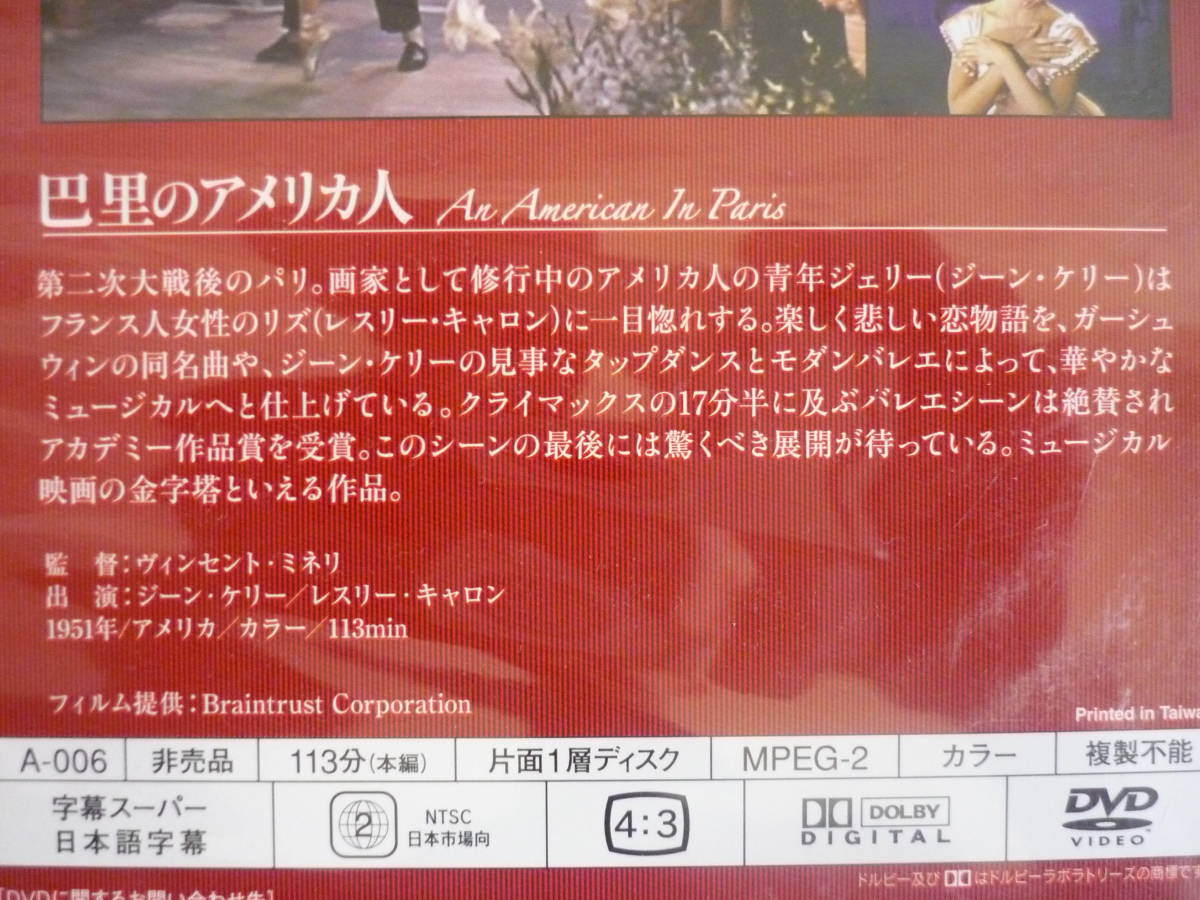 巴里のアメリカ人 An American In Paris
第二次大戦後のパリ。画家として修行中のアメリカ人の青年ジェリー(ジーン・ケリー)は
フランス人女性のリズ(レスリー・キャロン)に一目惚れする。楽しく悲しい恋物語を、ガーシュ
ウィンの同名曲や、ジーン・ケリーの見事なタップダンスとモダンバレエによって、華やかな
ミュージカルへと仕上げている。クライマックスの17分半に及ぶバレエシーンは絶賛され
アカデミー作品賞を受賞。このシーンの最後には驚くべき展開が待っている。ミュージカル
映画の金字塔といえる作品。
監　督：ヴィンセント・ミネリ
出　演：ジーン・ケリー／レスリー・キャロン
1951年/アメリカ／カラー／113min
フィルム提供：Braintrust Corporation
Printed in Taiwa
A-006 非売品 113分(本編) 片面1層ディスク MPEG-2 カラー 複製不能
字幕スーパー
日本語字幕
2 NTSC
日本市場向
4:3
DOLBY
DIGITAL
DVD
VIDEO
ドルビー及び はドルビーラボラトリーズの商標です
[DVDに関するお問い合わせ先]